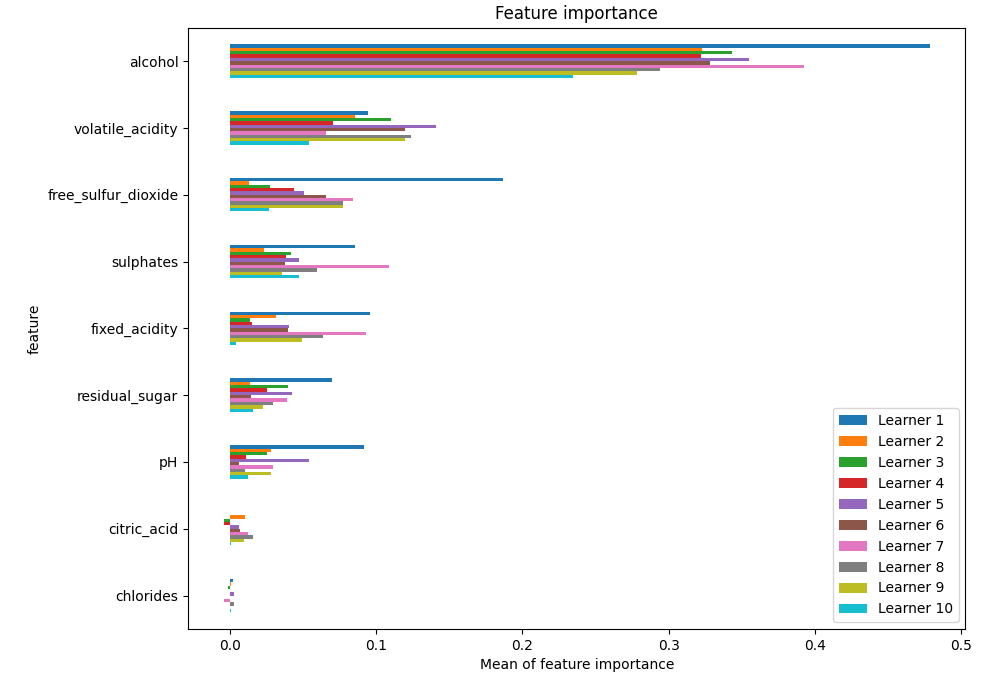 Feature importance
alcohol
volatile_acidity
free_sulfur_dioxide
sulphates
fixed_acidity
residual_sugar
pH
citric_acid
chlorides
feature
Learner 1
Learner 2
Learner 3
Learner 4
Learner 5
Learner 6
Learner 7
Learner 8
Learner 9
Learner 10
0.0 0.1 0.2 0.3 0.4 0.5
Mean of feature importance